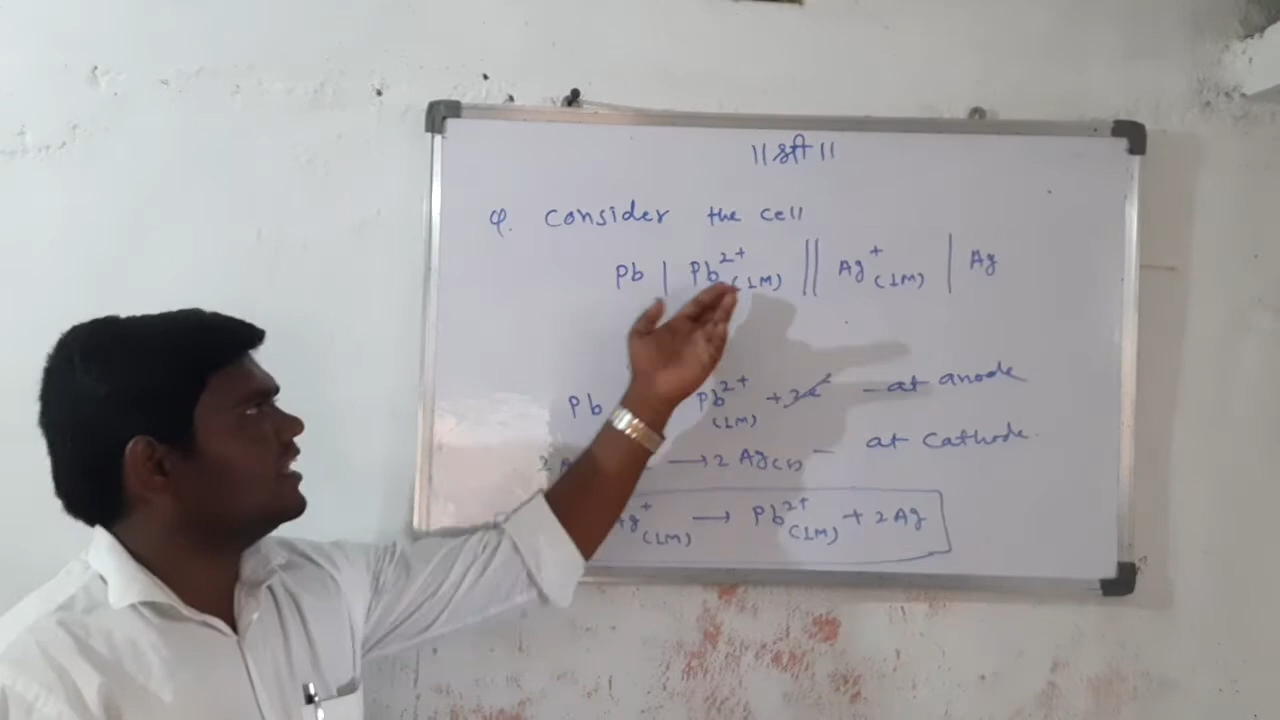 ॥ श्री ॥
Q. Consider the cell
Pb | Pb²⁺(1M) || Ag⁺(1M) | Ag
Pb Pb²⁺(1M) + 2e⁻ — at anode
2 → 2 Ag(s) — at Cathode.
Ag⁺(1M) → Pb²⁺(1M) + 2Ag